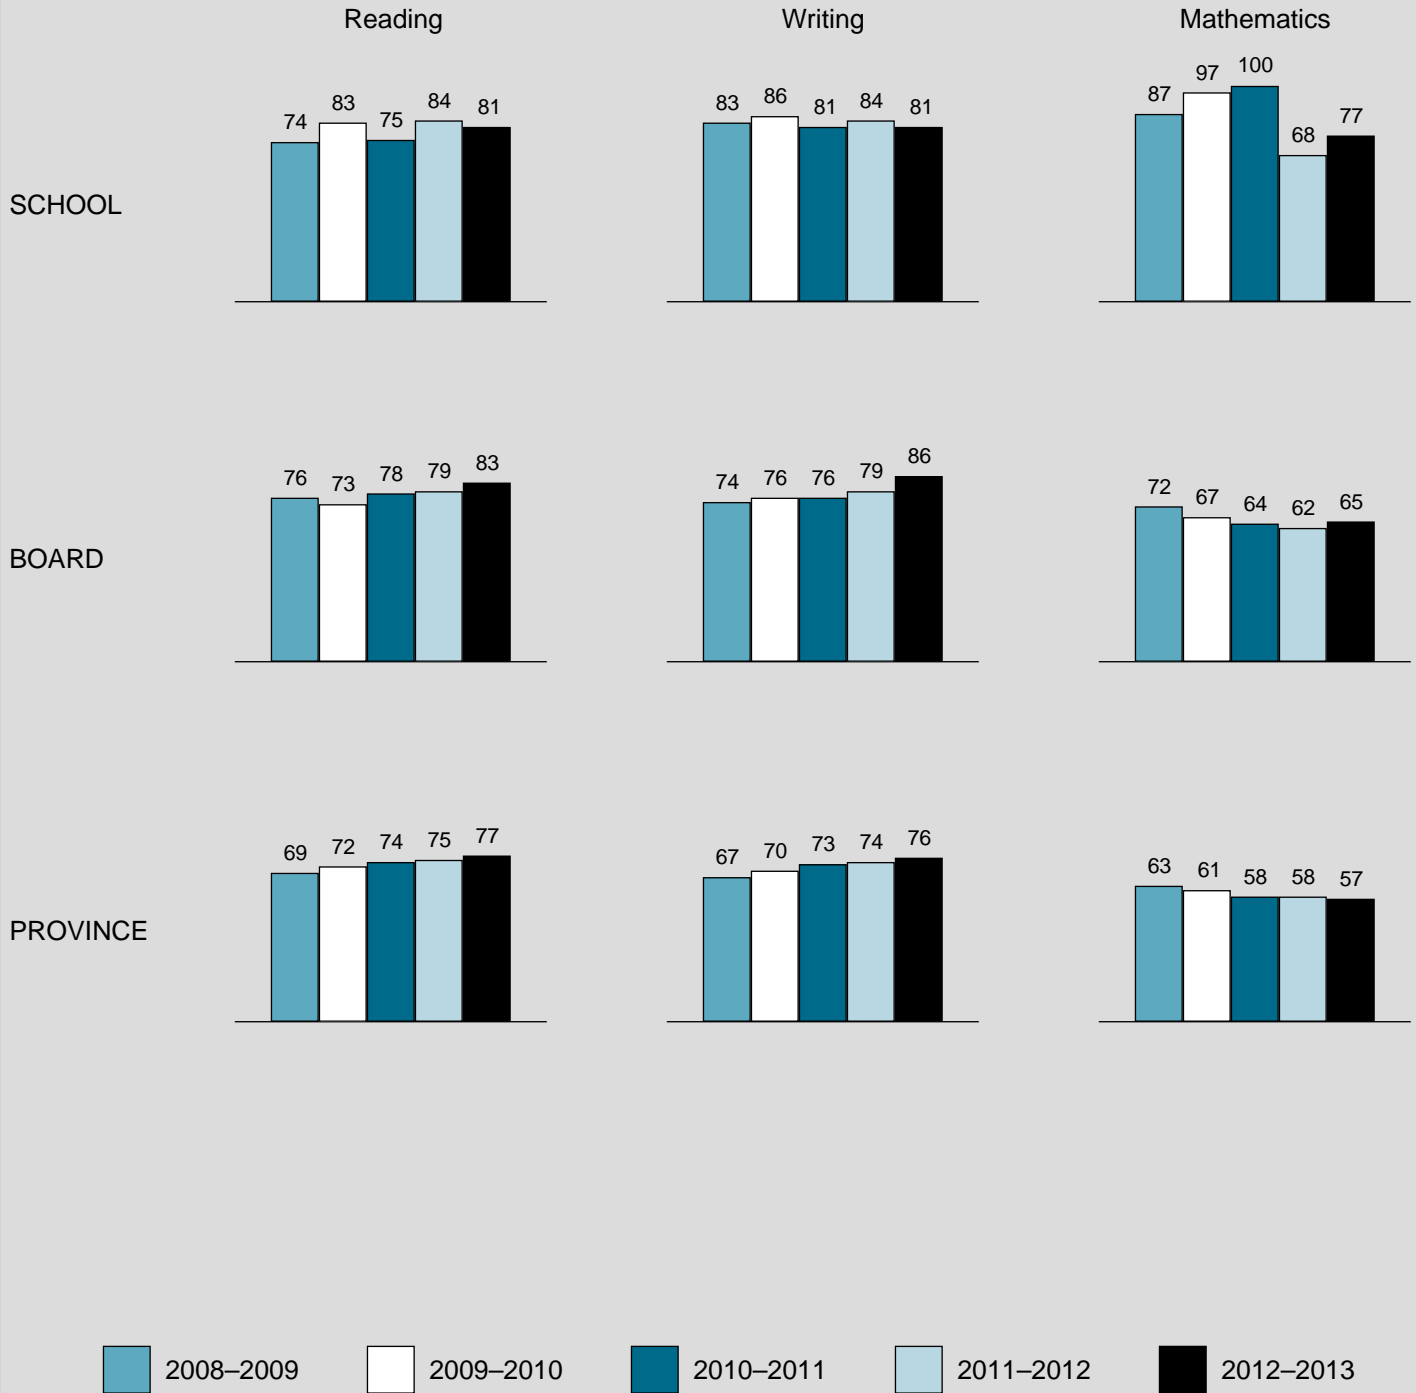 Reading Writing Mathematics
74 83 75 84 81 83 86 81 84 81 87 97 100 68 77
SCHOOL
76 73 78 79 83 74 76 76 79 86 72 67 64 62 65
BOARD
69 72 74 75 77 67 70 73 74 76 63 61 58 58 57
PROVINCE
2008–2009 2009–2010 2010–2011 2011–2012 2012–2013